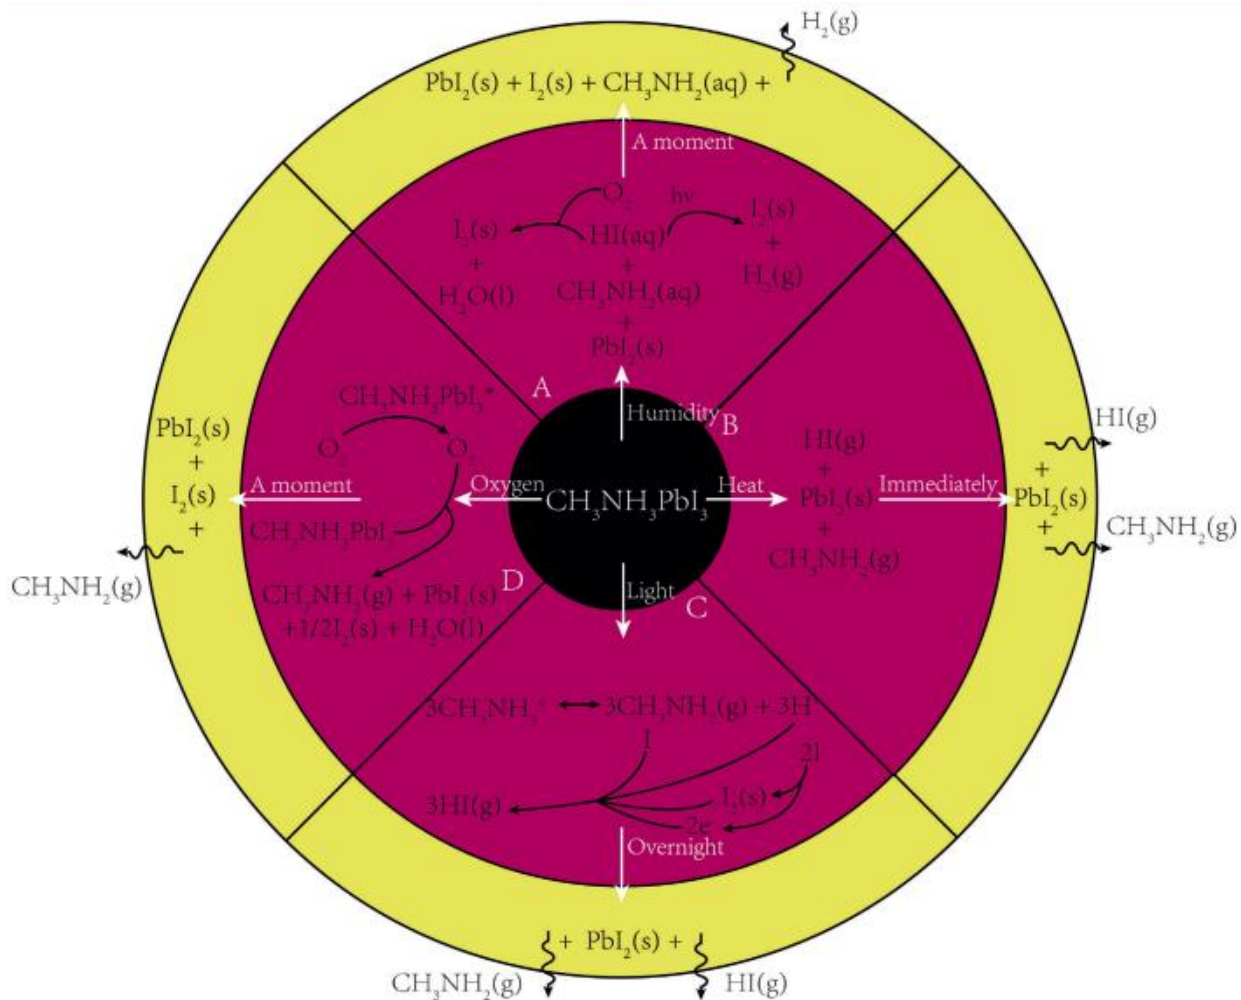 H₂(g)
PbI₂(s) + I₂(s) + CH₃NH₂(aq) +
A moment
O₂
hν
I₂(s)
+
H₂O(l)
HI(aq)
+
CH₃NH₂(aq)
+
PbI₂(s)
I₂(s)
+
H₂(g)
A
Humidity
B
CH₃NH₃PbI₃*
O₂
O₂⁻
PbI₂(s)
+
I₂(s)
+
CH₃NH₂(g)
A moment
Oxygen
CH₃NH₃PbI₃
CH₃NH₃PbI₃
Heat
HI(g)
+
PbI₂(s)
+
CH₃NH₂(g)
Immediately
+
PbI₂(s)
+
HI(g)
CH₃NH₂(g)
CH₃NH₂(g) + PbI₂(s)
+1/2I₂(s) + H₂O(l)
D
Light
C
3CH₃NH₃⁺ ↔ 3CH₃NH₂(g) + 3H⁺
I⁻
2I⁻
3HI(g)
I₂(s)
2e⁻
Overnight
+ PbI₂(s) +
CH₃NH₂(g)
HI(g)